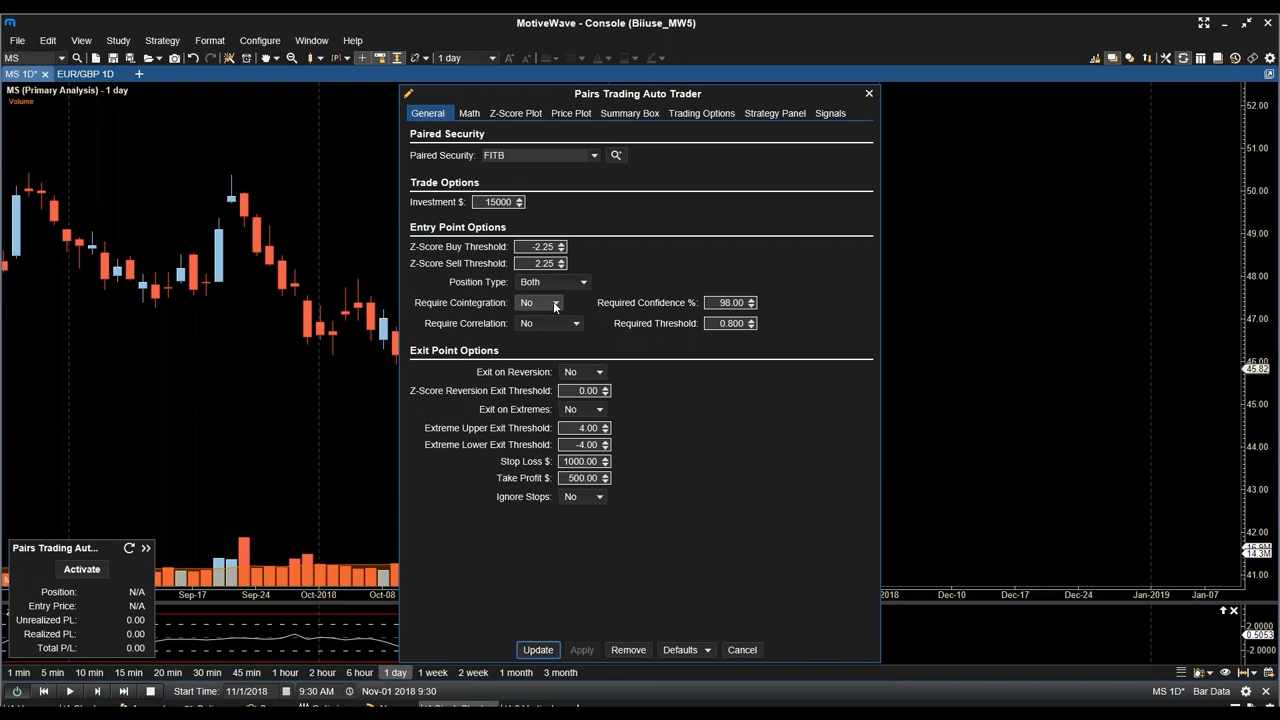 MotiveWave - Console (Biiuse_MW5)
File Edit View Study Strategy Format Configure Window Help
MS 1 day
MS 1D* EUR/GBP 1D
MS (Primary Analysis) - 1 day
Volume
Pairs Trading Auto Trader
General Math Z-Score Plot Price Plot Summary Box Trading Options Strategy Panel Signals
Paired Security
Paired Security: FITB
Trade Options
Investment $: 15000
Entry Point Options
Z-Score Buy Threshold: -2.25
Z-Score Sell Threshold: 2.25
Position Type: Both
Require Cointegration: No Required Confidence %: 98.00
Require Correlation: No Required Threshold: 0.800
Exit Point Options
Exit on Reversion: No
Z-Score Reversion Exit Threshold: 0.00
Exit on Extremes: No
Extreme Upper Exit Threshold: 4.00
Extreme Lower Exit Threshold: -4.00
Stop Loss $: 1000.00
Take Profit $: 500.00
Ignore Stops: No
Update Apply Remove Defaults Cancel
52.00
51.00
50.00
49.00
48.00
47.00
46.00
45.82
45.00
44.00
43.00
42.00
14.3M
41.00
Pairs Trading Aut...
Activate
Position: N/A
Entry Price: N/A
Unrealized PL: 0.00
Realized PL: 0.00
Total P/L: 0.00
Sep-17 Sep-24 Oct-2018 Oct-08 2018 Dec-10 Dec-17 Dec-24 Jan-2019 Jan-07
2.0000
0.5053
-2.0000
1 min 5 min 10 min 15 min 20 min 30 min 45 min 1 hour 2 hour 6 hour 1 day 1 week 2 week 1 month 3 month
Start Time: 11/1/2018 9:30 AM Nov-01 2018 9:30 MS 1D* Bar Data